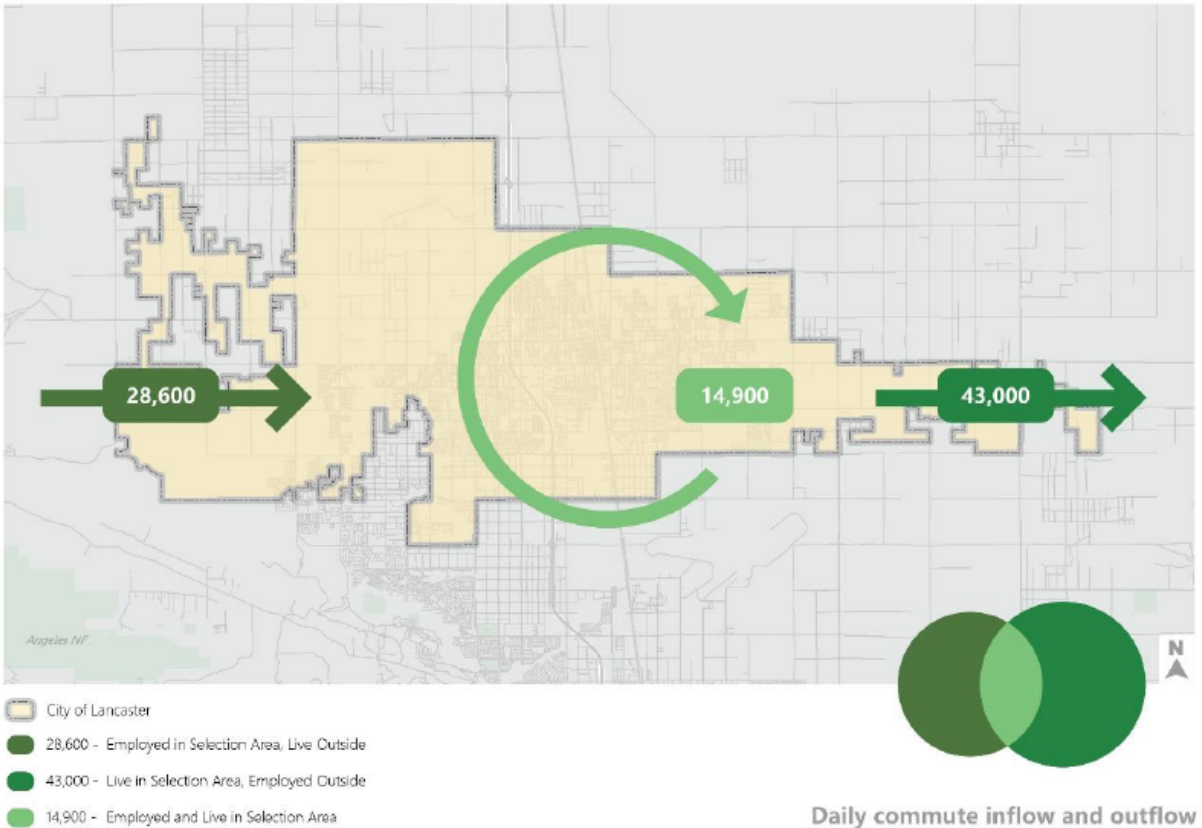 28,600
14,900
43,000
Angeles NF
N
City of Lancaster
28,600 - Employed in Selection Area, Live Outside
43,000 - Live in Selection Area, Employed Outside
14,900 - Employed and Live in Selection Area
Daily commute inflow and outflow